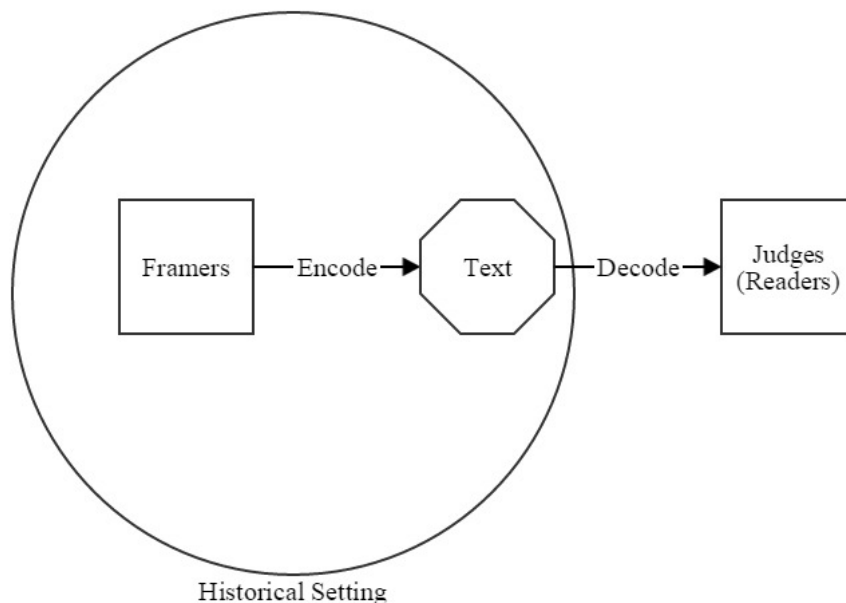 Framers
Encode
Text
Decode
Judges
(Readers)
Historical Setting